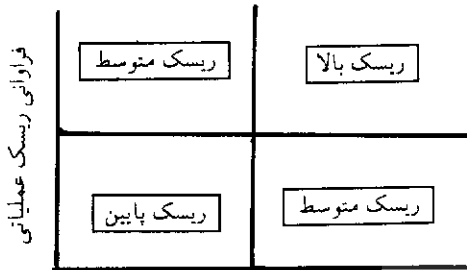 فراوانی ریسک عملیاتی
ریسک بالا
ریسک متوسط
ریسک متوسط
ریسک پایین